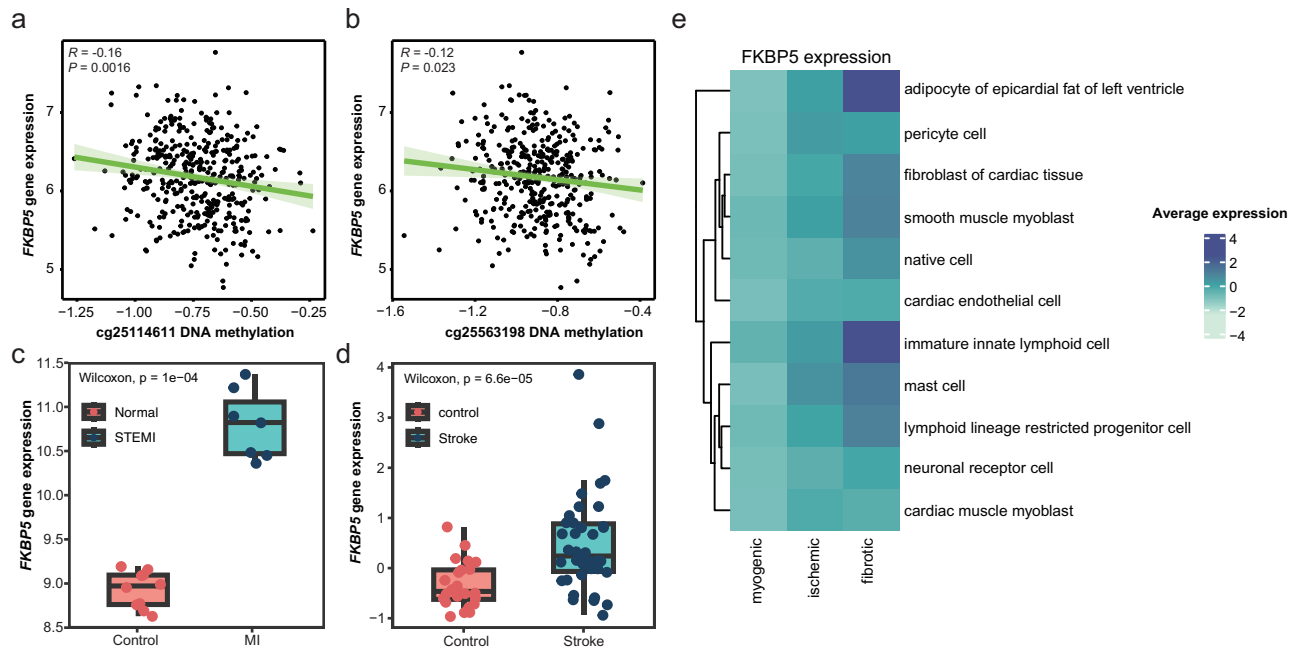 a
R = -0.16
P = 0.0016
FKBP5 gene expression
7
6
5
−1.25
−1.00
−0.75
−0.50
−0.25
cg25114611 DNA methylation
b
R = -0.12
P = 0.023
FKBP5 gene expression
7
6
5
−1.6
−1.2
−0.8
−0.4
cg25563198 DNA methylation
c
Wilcoxon, p = 1e−04
Normal
STEMI
FKBP5 gene expression
11.5
11.0
10.5
10.0
9.5
9.0
8.5
Control
MI
d
Wilcoxon, p = 6.6e−05
control
Stroke
FKBP5 gene expression
4
3
2
1
0
−1
Control
Stroke
e
FKBP5 expression
adipocyte of epicardial fat of left ventricle
pericyte cell
fibroblast of cardiac tissue
smooth muscle myoblast
native cell
cardiac endothelial cell
immature innate lymphoid cell
mast cell
lymphoid lineage restricted progenitor cell
neuronal receptor cell
cardiac muscle myoblast
myogenic
ischemic
fibrotic
Average expression
4
2
0
−2
−4